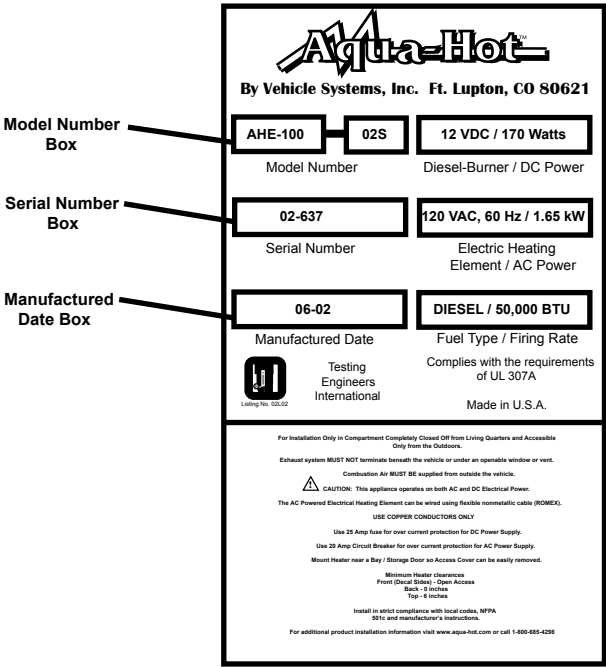 Aqua-Hot™
By Vehicle Systems, Inc. Ft. Lupton, CO 80621
Model Number
Box
AHE-100
02S
12 VDC / 170 Watts
Model Number
Diesel-Burner / DC Power
Serial Number
Box
02-637
120 VAC, 60 Hz / 1.65 kW
Serial Number
Electric Heating
Element / AC Power
Manufactured
Date Box
06-02
DIESEL / 50,000 BTU
Manufactured Date
Fuel Type / Firing Rate
Listing No. 02L02
Testing
Engineers
International
Complies with the requirements
of UL 307A
Made in U.S.A.
For Installation Only in Compartment Completely Closed Off from Living Quarters and Accessible
Only from the Outdoors.
Exhaust system MUST NOT terminate beneath the vehicle or under an openable window or vent.
Combustion Air MUST BE supplied from outside the vehicle.
CAUTION: This appliance operates on both AC and DC Electrical Power.
The AC Powered Electrical Heating Element can be wired using flexible nonmetallic cable (ROMEX).
USE COPPER CONDUCTORS ONLY
Use 25 Amp fuse for over current protection for DC Power Supply.
Use 20 Amp Circuit Breaker for over current protection for AC Power Supply.
Mount Heater near a Bay / Storage Door so Access Cover can be easily removed.
Minimum Heater clearances
Front (Decal Sides) - Open Access
Back - 0 inches
Top - 6 inches
Install in strict compliance with local codes, NFPA
501c and manufacturer's instructions.
For additional product installation information visit www.aqua-hot.com or call 1-800-685-4298